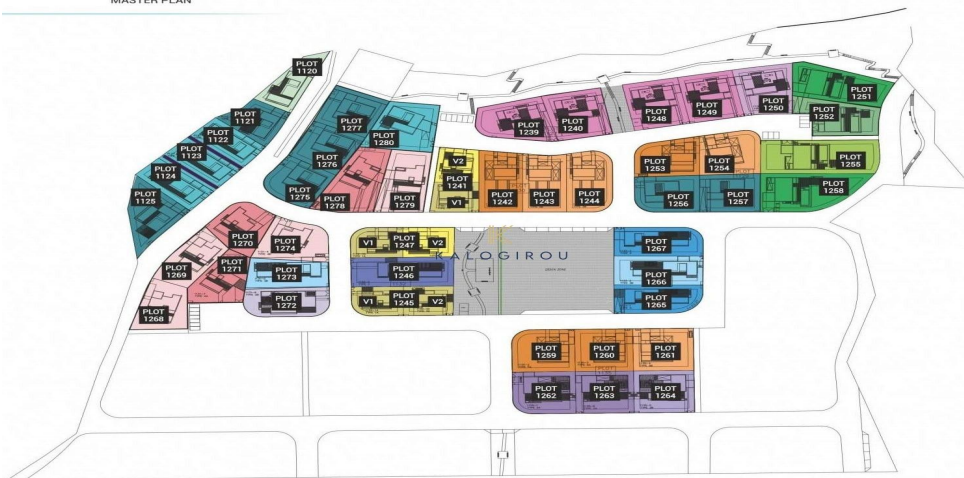 MASTER PLAN
PLOT
1120
PLOT
1121
PLOT
1122
PLOT
1123
PLOT
1124
PLOT
1125
PLOT
1277
PLOT
1280
PLOT
1276
PLOT
1275
PLOT
1278
PLOT
1279
V2
PLOT
1241
V1
PLOT
1242
PLOT
1243
PLOT
1244
PLOT
1239
PLOT
1240
PLOT
1248
PLOT
1249
PLOT
1250
PLOT
1251
PLOT
1252
PLOT
1253
PLOT
1254
PLOT
1255
PLOT
1256
PLOT
1257
PLOT
1258
PLOT
1270
PLOT
1274
PLOT
1269
PLOT
1271
PLOT
1273
PLOT
1272
PLOT
1268
V1
PLOT
1247
V2
PLOT
1246
V1
PLOT
1245
V2
KALOGIROU
PLOT
1267
PLOT
1266
PLOT
1265
PLOT
1259
PLOT
1260
PLOT
1261
PLOT
1262
PLOT
1263
PLOT
1264